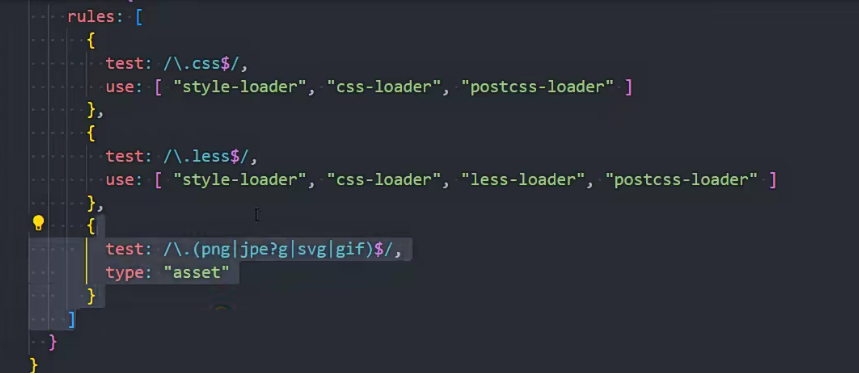 rules: [
{
test: /\.css$/,
use: [ "style-loader", "css-loader", "postcss-loader" ]
},
{
test: /\.less$/,
use: [ "style-loader", "css-loader", "less-loader", "postcss-loader" ]
},
{
test: /\.(png|jpe?g|svg|gif)$/,
type: "asset"
}
]
}
}